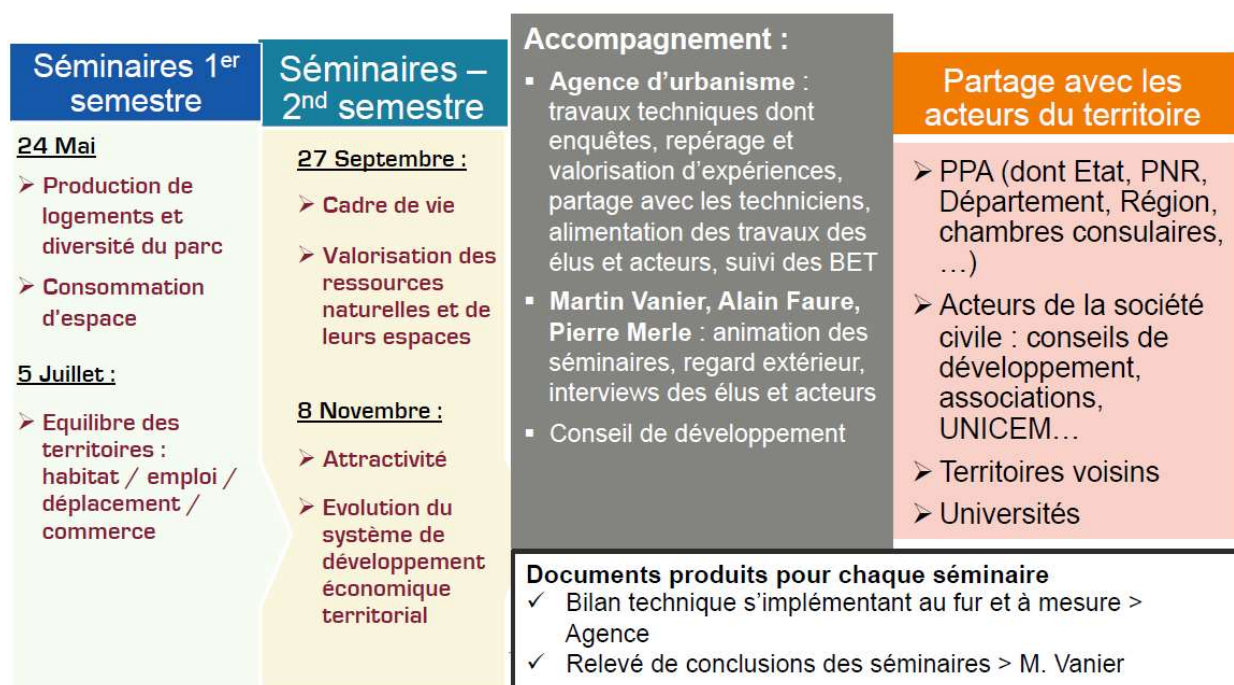 Séminaires 1er
semestre
24 Mai
➢ Production de
logements et
diversité du parc
➢ Consommation
d'espace
5 Juillet :
➢ Equilibre des
territoires :
habitat / emploi /
déplacement /
commerce
Séminaires –
2nd semestre
27 Septembre :
➢ Cadre de vie
➢ Valorisation des
ressources
naturelles et de
leurs espaces
8 Novembre :
➢ Attractivité
➢ Evolution du
système de
développement
économique
territorial
Accompagnement :
▪ Agence d'urbanisme :
travaux techniques dont
enquêtes, repérage et
valorisation d'expériences,
partage avec les techniciens,
alimentation des travaux des
élus et acteurs, suivi des BET
▪ Martin Vanier, Alain Faure,
Pierre Merle : animation des
séminaires, regard extérieur,
interviews des élus et acteurs
▪ Conseil de développement
Partage avec les
acteurs du territoire
➢ PPA (dont Etat, PNR,
Département, Région,
chambres consulaires,
…)
➢ Acteurs de la société
civile : conseils de
développement,
associations,
UNICEM…
➢ Territoires voisins
➢ Universités
Documents produits pour chaque séminaire
✓ Bilan technique s'implémentant au fur et à mesure >
Agence
✓ Relevé de conclusions des séminaires > M. Vanier